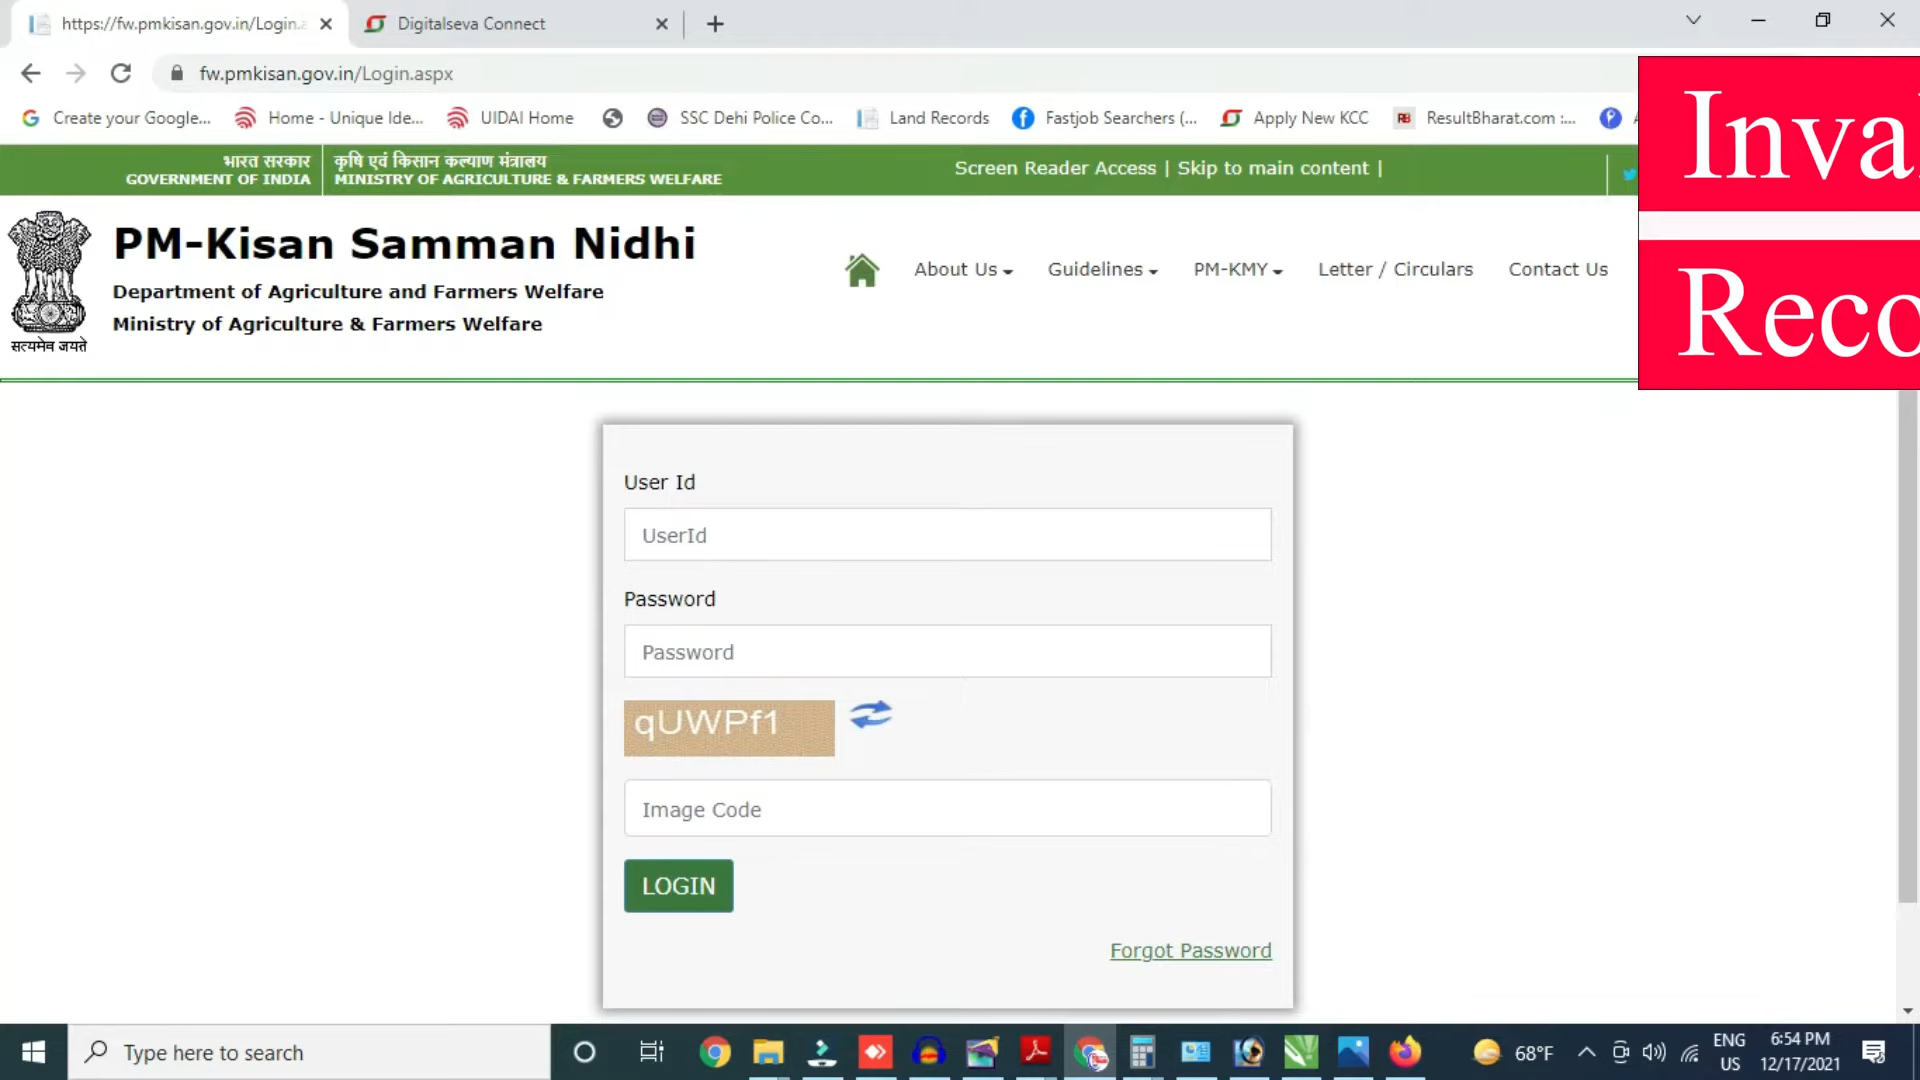 https://fw.pmkisan.gov.in/Login.a
Digitalseva Connect
fw.pmkisan.gov.in/Login.aspx
Create your Google...
Home - Unique Ide...
UIDAI Home
SSC Dehi Police Co...
Land Records
Fastjob Searchers (...
Apply New KCC
RB
ResultBharat.com :...
Inva
भारत सरकार
GOVERNMENT OF INDIA
कृषि एवं किसान कल्याण मंत्रालय
MINISTRY OF AGRICULTURE & FARMERS WELFARE
Screen Reader Access | Skip to main content |
PM-Kisan Samman Nidhi
Department of Agriculture and Farmers Welfare
Ministry of Agriculture & Farmers Welfare
सत्यमेव जयते
About Us
Guidelines
PM-KMY
Letter / Circulars
Contact Us
Reco
User Id
UserId
Password
Password
qUWPf1
Image Code
LOGIN
Forgot Password
Type here to search
68°F
ENG
US
6:54 PM
12/17/2021